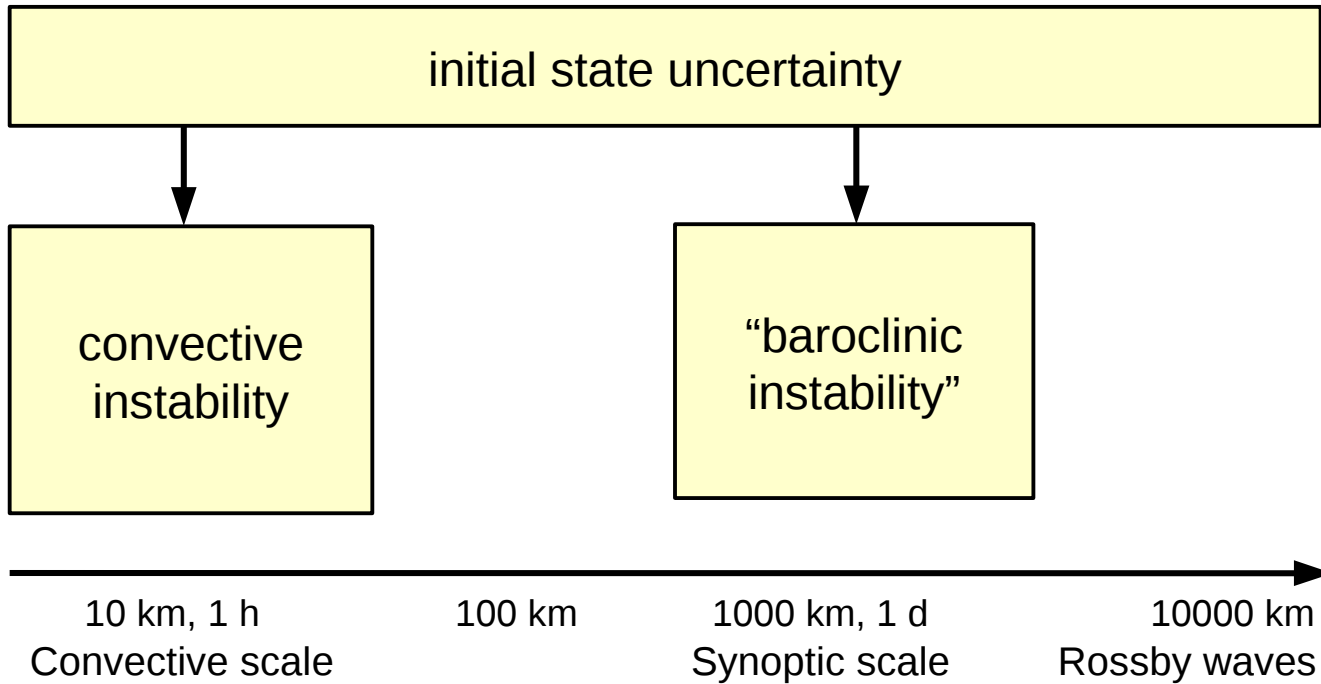 initial state uncertainty
convective
instability
“baroclinic
instability”
10 km, 1 h
100 km
1000 km, 1 d
10000 km
Convective scale
Synoptic scale
Rossby waves